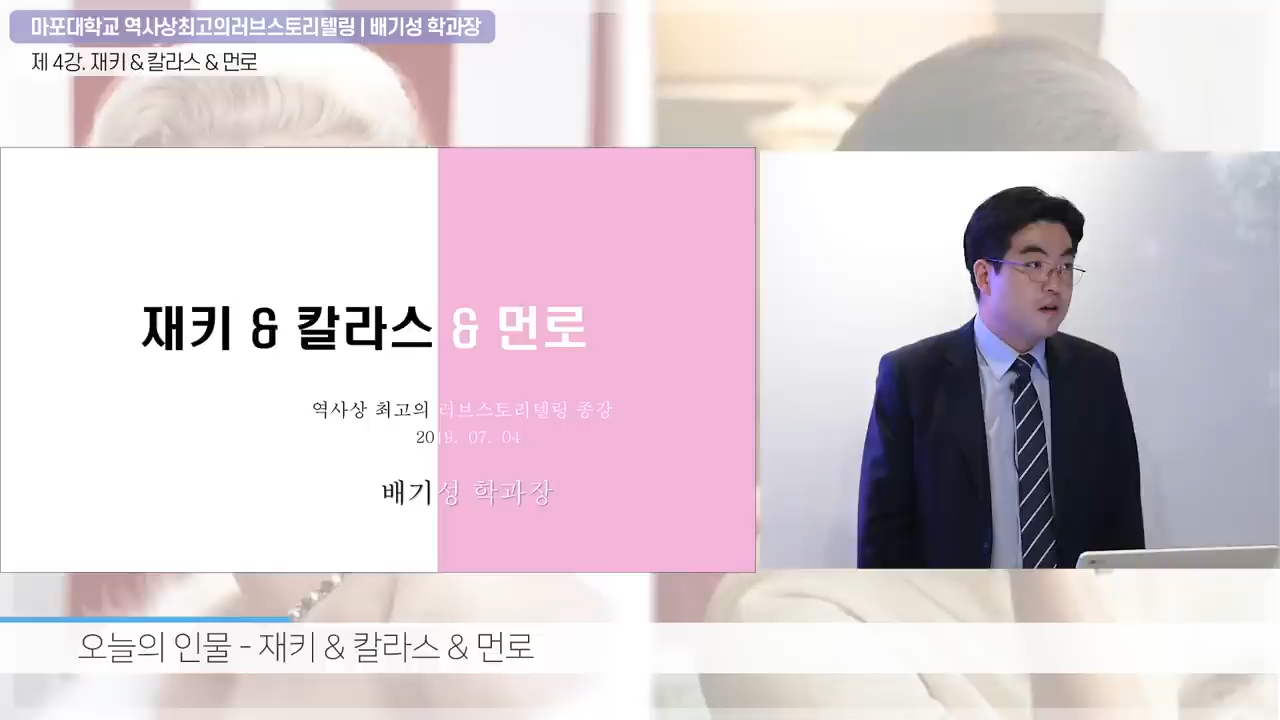 마포대학교 역사상최고의러브스토리텔링 | 배기성 학과장
제 4강. 재키 & 칼라스 & 먼로
재키 & 칼라스 & 먼로
역사상 최고의 러브스토리텔링 종강
2019. 07. 04
배기성 학과장
오늘의 인물 - 재키 & 칼라스 & 먼로